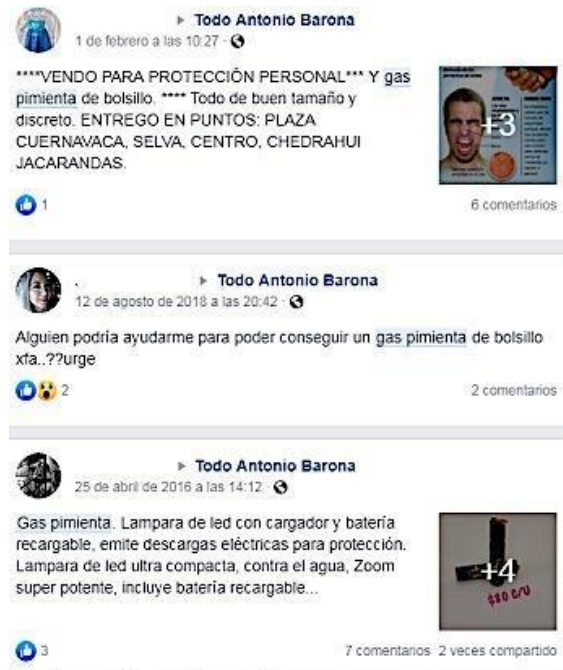 ▸ Todo Antonio Barona
1 de febrero a las 10:27 ·
****VENDO PARA PROTECCIÓN PERSONAL*** Y gas
pimienta de bolsillo. **** Todo de buen tamaño y
discreto. ENTREGO EN PUNTOS: PLAZA
CUERNAVACA, SELVA, CENTRO, CHEDRAHUI
JACARANDAS.
+3
1
6 comentarios
▸ Todo Antonio Barona
12 de agosto de 2018 a las 20:42 ·
Alguien podría ayudarme para poder conseguir un gas pimienta de bolsillo
xfa..??urge
2
2 comentarios
▸ Todo Antonio Barona
25 de abril de 2016 a las 14:12 ·
Gas pimienta. Lampara de led con cargador y batería
recargable, emite descargas eléctricas para protección.
Lampara de led ultra compacta, contra el agua, Zoom
super potente, incluye batería recargable...
+4
$80 c/u
3
7 comentarios 2 veces compartido